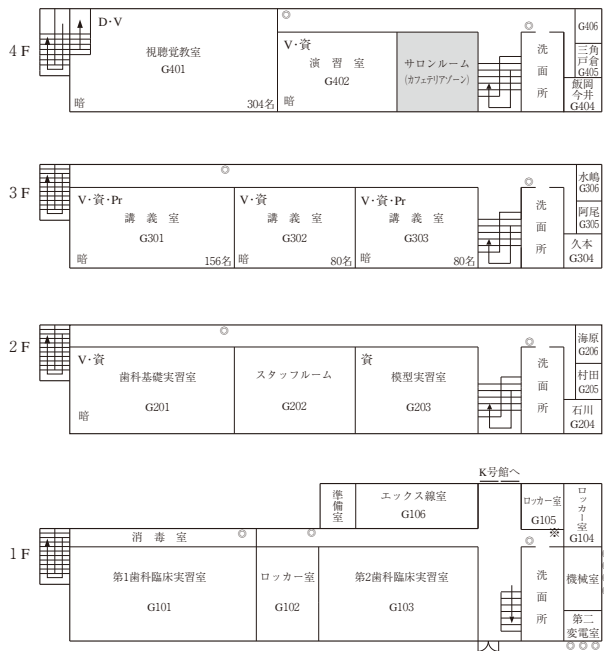 4 F
D・V
視聴覚教室
G401
暗
304名
V・資
演 習 室
G402
暗
サロンルーム
(カフェテリアゾーン)
洗面所
G406
三角
戸倉
G405
飯岡
今井
G404
3 F
V・資・Pr
講 義 室
G301
暗
156名
V・資
講 義 室
G302
暗
80名
V・資・Pr
講 義 室
G303
暗
80名
洗面所
水嶋
G306
阿尾
G305
久本
G304
2 F
V・資
歯科基礎実習室
G201
暗
スタッフルーム
G202
資
模型実習室
G203
洗面所
海原
G206
村田
G205
石川
G204
K号館へ
1 F
準備室
エックス線室
G106
ロッカー室
G105
※
ロッカー室
G104
消 毒 室
第1歯科臨床実習室
G101
ロッカー室
G102
第2歯科臨床実習室
G103
洗面所
機械室
第二
変電室